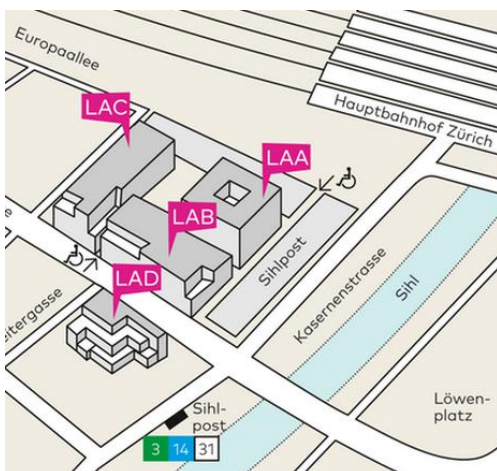 Europaallee
Hauptbahnhof Zürich
LAC
LAA
LAB
LAD
Sihlpost
Kasernenstrasse
Sihl
Löwen-
platz
Sihl-
post
3 14 31